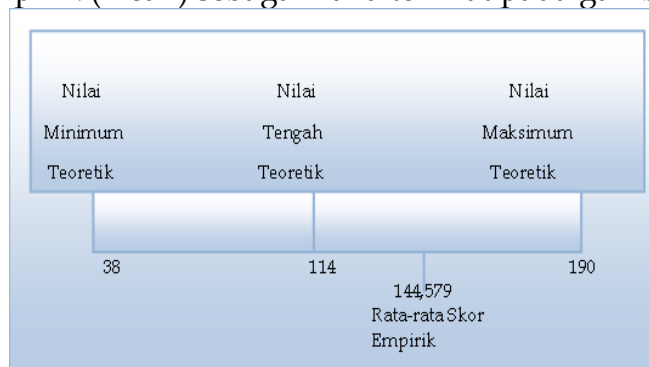 Nilai Nilai Nilai
Minimum Tengah Maksimum
Teoretik Teoretik Teoretik
38 114 190
144,579
Rata-rata Skor
Empirik